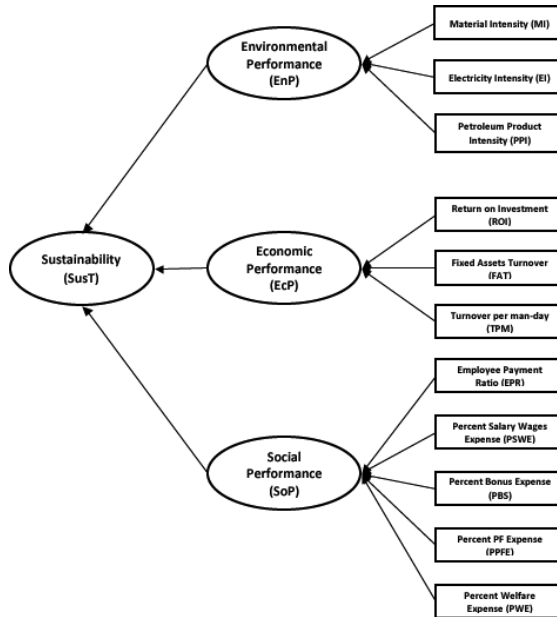 Material Intensity (MI)
Environmental
Performance
(EnP)
Electricity Intensity (EI)
Petroleum Product
Intensity (PPI)
Return on Investment
(ROI)
Sustainability
(SusT)
Economic
Performance
(EcP)
Fixed Assets Turnover
(FAT)
Turnover per man-day
(TPM)
Employee Payment
Ratio (EPR)
Percent Salary Wages
Expense (PSWE)
Social
Performance
(SoP)
Percent Bonus Expense
(PBS)
Percent PF Expense
(PPFE)
Percent Welfare
Expense (PWE)